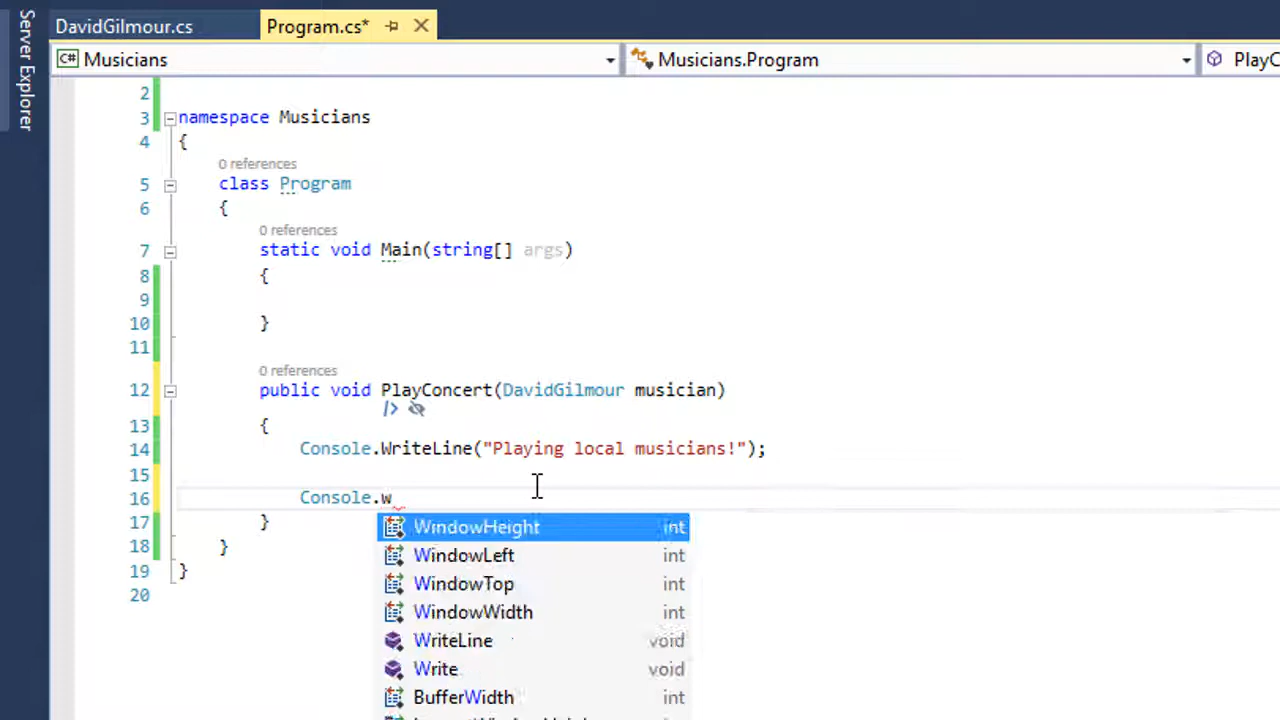 Server Explorer
DavidGilmour.cs Program.cs*
C# Musicians Musicians.Program PlayC
2
3 namespace Musicians
4 {
0 references
5 class Program
6 {
0 references
7 static void Main(string[] args)
8 {
9
10 }
11
0 references
12 public void PlayConcert(DavidGilmour musician)
/>
13 {
14 Console.WriteLine("Playing local musicians!");
15
16 Console.w
17 }
18 }
19 }
20
WindowHeight int
WindowLeft int
WindowTop int
WindowWidth int
WriteLine void
Write void
BufferWidth int